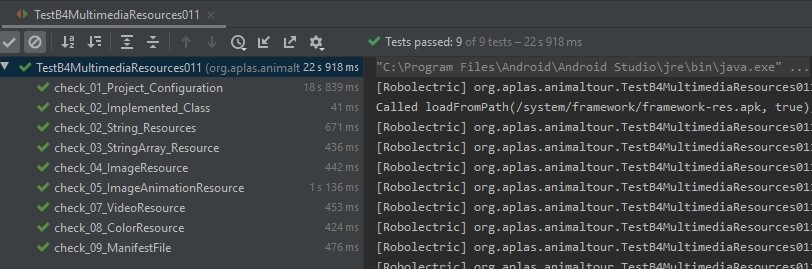 TestB4MultimediaResources011
Tests passed: 9 of 9 tests – 22 s 918 ms
TestB4MultimediaResources011 (org.aplas.animalt 22 s 918 ms
check_01_Project_Configuration 18 s 839 ms
check_02_Implemented_Class 41 ms
check_02_String_Resources 671 ms
check_03_StringArray_Resource 436 ms
check_04_ImageResource 442 ms
check_05_ImageAnimationResource 1 s 136 ms
check_07_VideoResource 453 ms
check_08_ColorResource 424 ms
check_09_ManifestFile 476 ms
"C:\Program Files\Android\Android Studio\jre\bin\java.exe" ...
[Robolectric] org.aplas.animaltour.TestB4MultimediaResources01
Called loadFromPath(/system/framework/framework-res.apk, true)
[Robolectric] org.aplas.animaltour.TestB4MultimediaResources01
[Robolectric] org.aplas.animaltour.TestB4MultimediaResources01
[Robolectric] org.aplas.animaltour.TestB4MultimediaResources01
[Robolectric] org.aplas.animaltour.TestB4MultimediaResources01
[Robolectric] org.aplas.animaltour.TestB4MultimediaResources01
[Robolectric] org.aplas.animaltour.TestB4MultimediaResources01
[Robolectric] org.aplas.animaltour.TestB4MultimediaResources01
[Robolectric] org.aplas.animaltour.TestB4MultimediaResources01